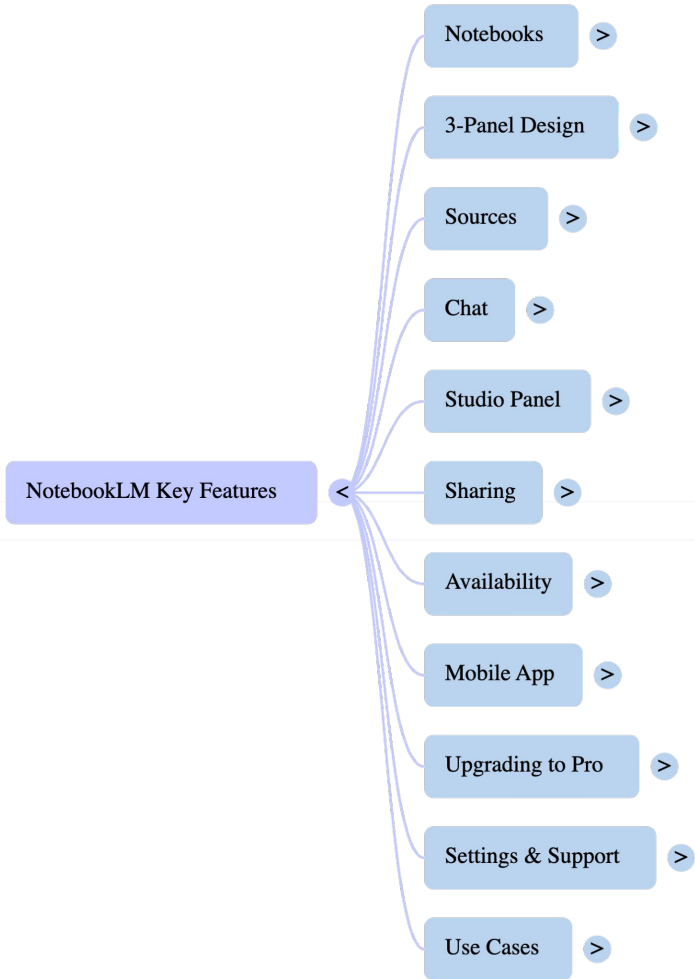 Notebooks >
3-Panel Design >
Sources >
Chat >
Studio Panel >
NotebookLM Key Features <
Sharing >
Availability >
Mobile App >
Upgrading to Pro >
Settings & Support >
Use Cases >